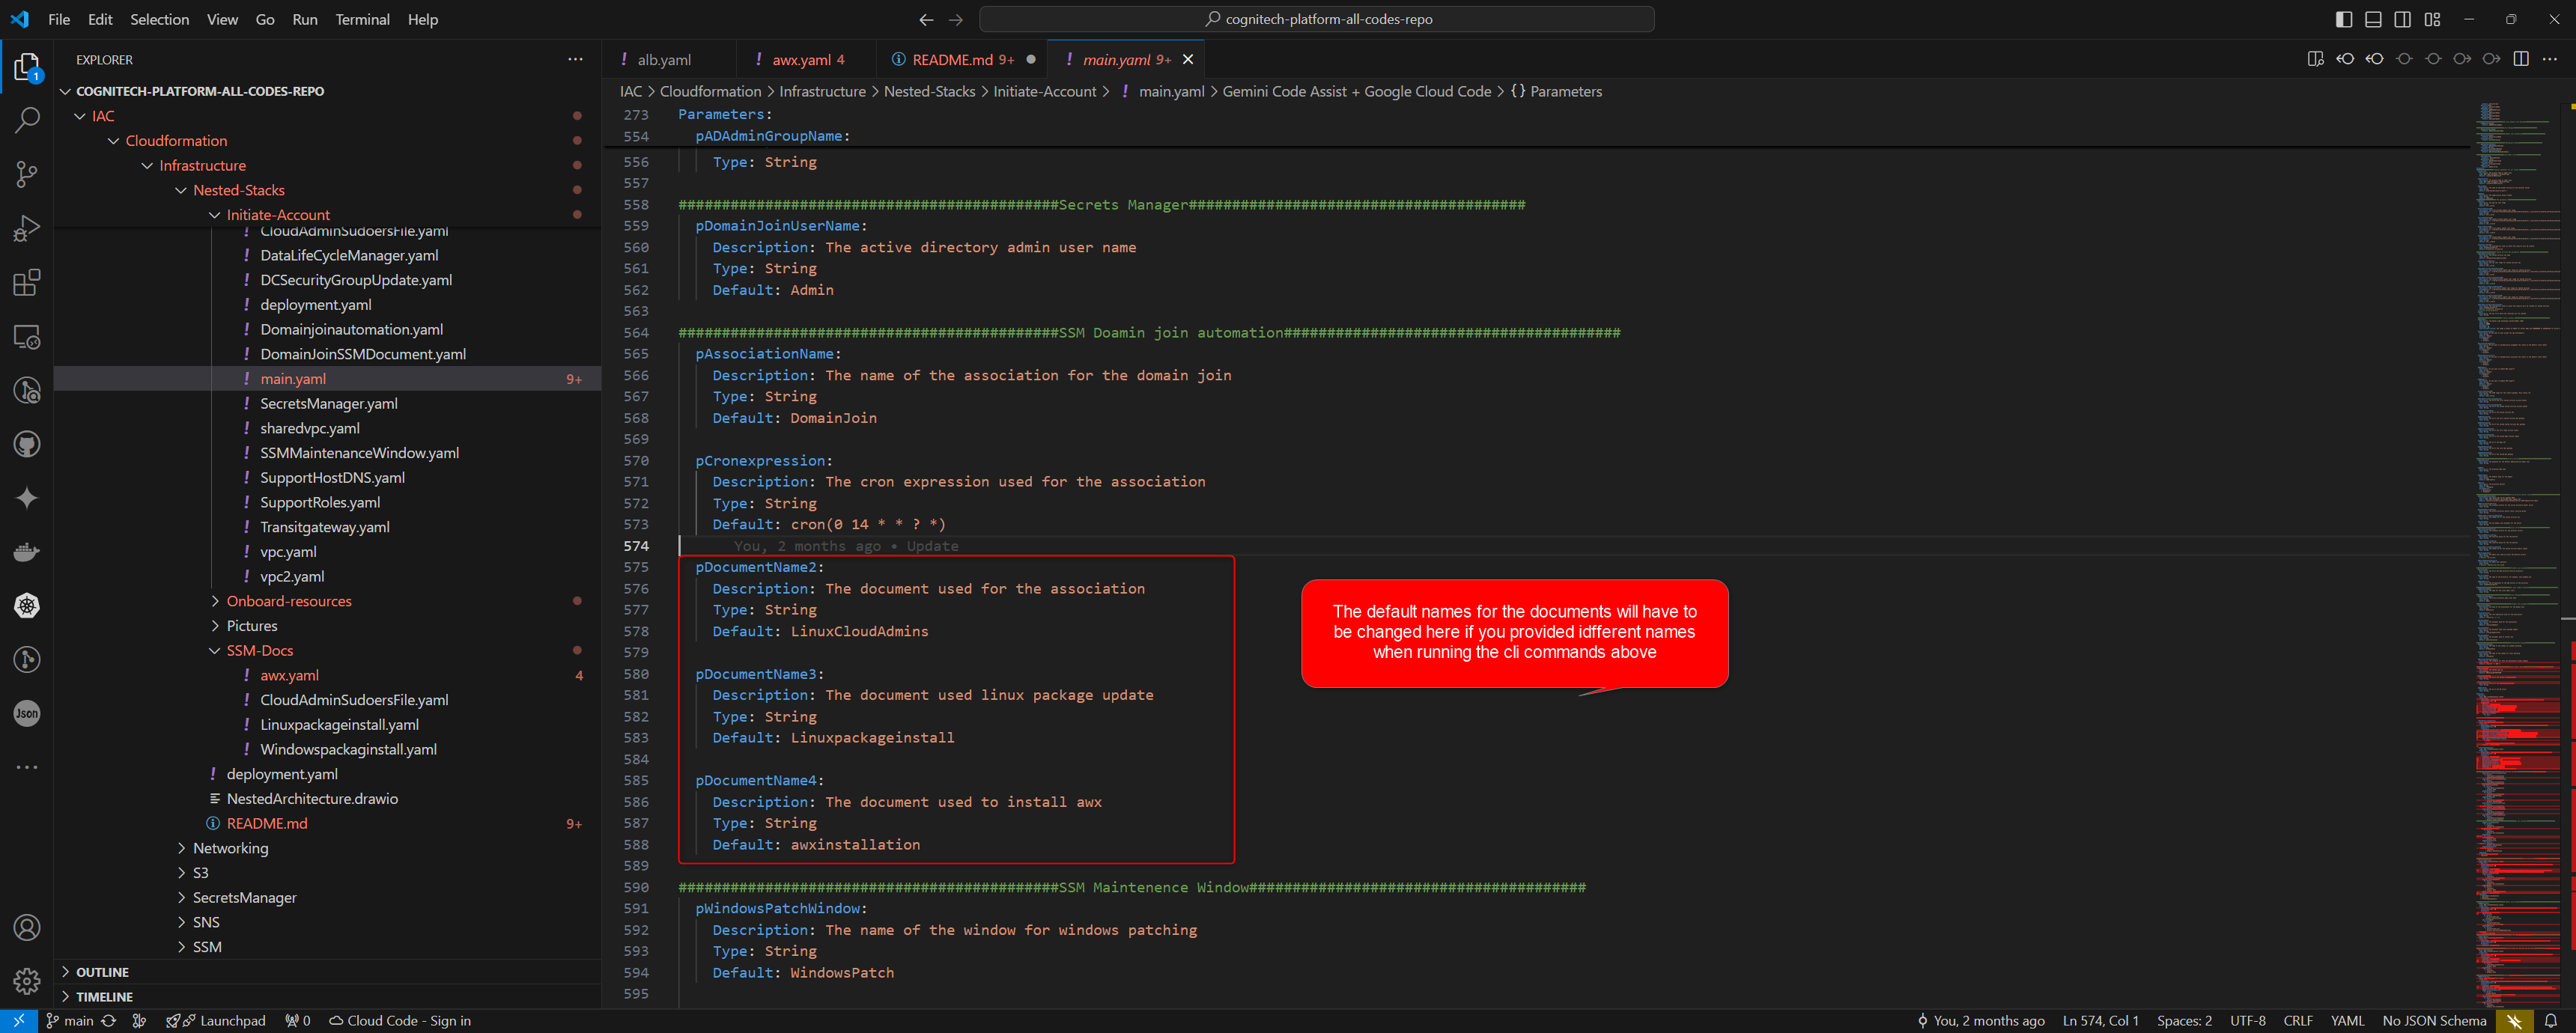 File Edit Selection View Go Run Terminal Help
cognitech-platform-all-codes-repo
1
EXPLORER
COGNITECH-PLATFORM-ALL-CODES-REPO
IAC
Cloudformation
Infrastructure
Nested-Stacks
Initiate-Account
CloudAdminSudoersFile.yaml
DataLifeCycleManager.yaml
DCSecurityGroupUpdate.yaml
deployment.yaml
Domainjoinautomation.yaml
DomainJoinSSMDocument.yaml
main.yaml 9+
SecretsManager.yaml
sharedvpc.yaml
SSMMaintenanceWindow.yaml
SupportHostDNS.yaml
SupportRoles.yaml
Transitgateway.yaml
vpc.yaml
vpc2.yaml
Onboard-resources
Pictures
SSM-Docs
awx.yaml 4
CloudAdminSudoersFile.yaml
Linuxpackageinstall.yaml
Windowspackaginstall.yaml
deployment.yaml
NestedArchitecture.drawio
README.md 9+
Networking
S3
SecretsManager
SNS
SSM
OUTLINE
TIMELINE
Json
alb.yaml awx.yaml 4 README.md 9+ main.yaml 9+
IAC > Cloudformation > Infrastructure > Nested-Stacks > Initiate-Account > ! main.yaml > Gemini Code Assist + Google Cloud Code > {} Parameters
273 Parameters:
554 pADAdminGroupName:
556 Type: String
557
558 ############################################Secrets Manager#######################################
559 pDomainJoinUserName:
560 Description: The active directory admin user name
561 Type: String
562 Default: Admin
563
564 ############################################SSM Doamin join automation#######################################
565 pAssociationName:
566 Description: The name of the association for the domain join
567 Type: String
568 Default: DomainJoin
569
570 pCronexpression:
571 Description: The cron expression used for the association
572 Type: String
573 Default: cron(0 14 * * ? *)
574 You, 2 months ago • Update
575 pDocumentName2:
576 Description: The document used for the association
577 Type: String
578 Default: LinuxCloudAdmins
579
580 pDocumentName3:
581 Description: The document used linux package update
582 Type: String
583 Default: Linuxpackageinstall
584
585 pDocumentName4:
586 Description: The document used to install awx
587 Type: String
588 Default: awxinstallation
589
590 ############################################SSM Maintenence Window#######################################
591 pWindowsPatchWindow:
592 Description: The name of the window for windows patching
593 Type: String
594 Default: WindowsPatch
595
The default names for the documents will have to
be changed here if you provided idfferent names
when running the cli commands above
main Launchpad 0 Cloud Code - Sign in You, 2 months ago Ln 574, Col 1 Spaces: 2 UTF-8 CRLF YAML No JSON Schema